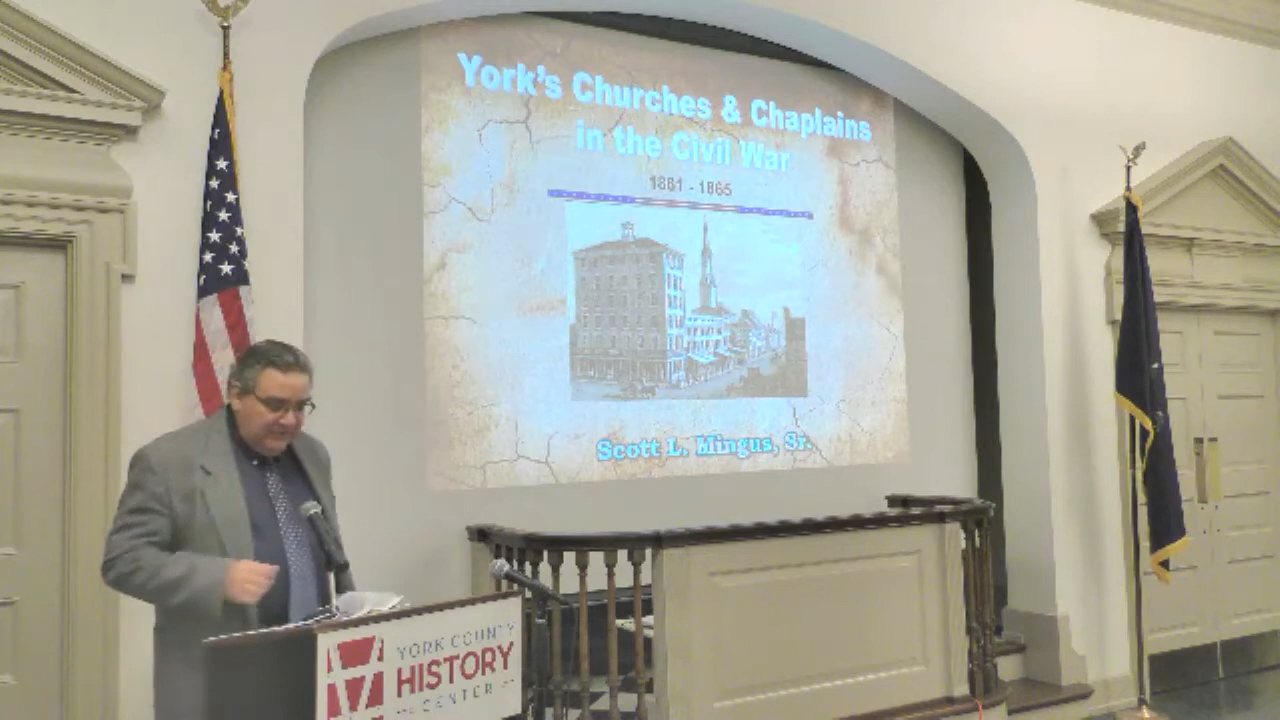 York's Churches & Chaplains
in the Civil War
1861 - 1865
Scott L. Mingus, Sr.
YORK COUNTY
HISTORY
CENTER